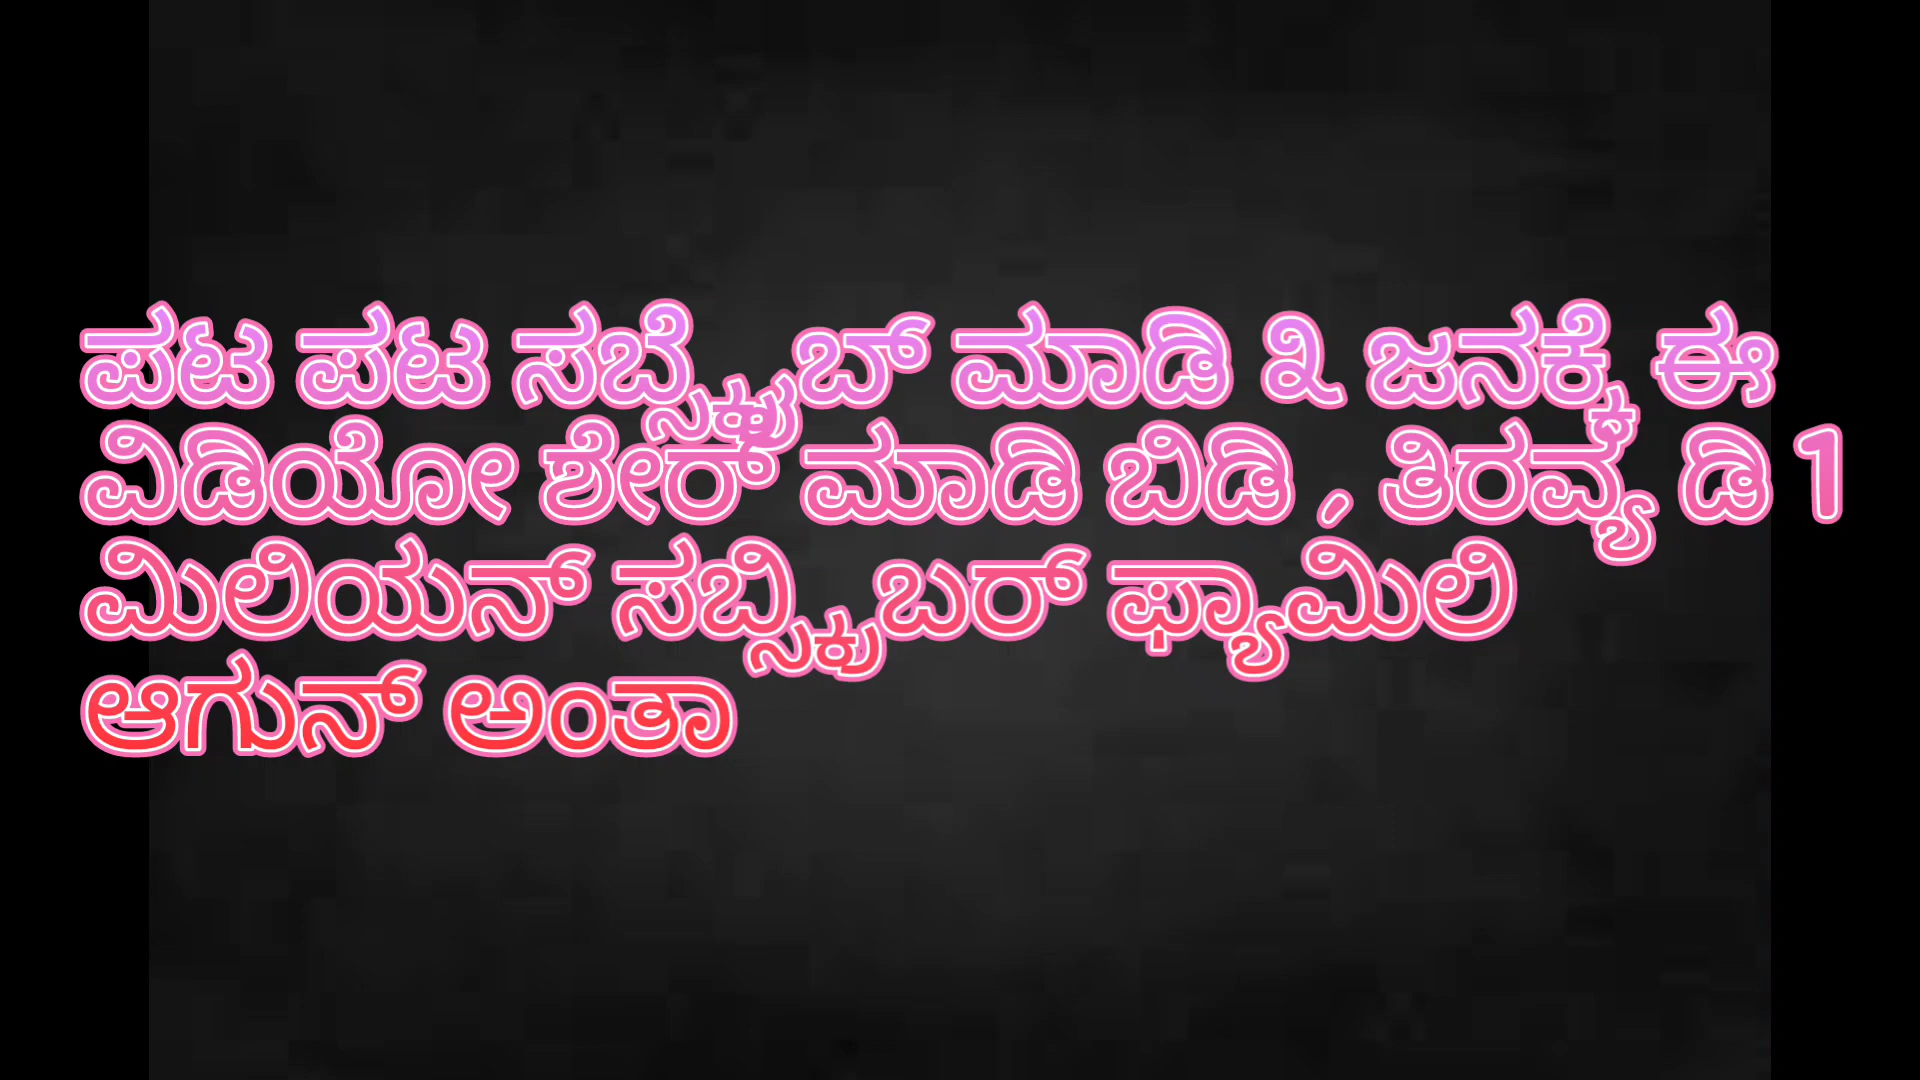 ಪಟ ಪಟ ಸಬ್ಸ್ಕ್ರೈಬ್ ಮಾಡಿ ೩ ಜನಕ್ಕೆ ಈ
ವಿಡಿಯೋ ಶೇರ್ ಮಾಡಿ ಬಿಡಿ , ತಿರವ್ಯ ಡಿ 1
ಮಿಲಿಯನ್ ಸಬ್ಸ್ಕ್ರಿಬರ್ ಫ್ಯಾಮಿಲಿ
ಆಗುನ್ ಅಂತಾ